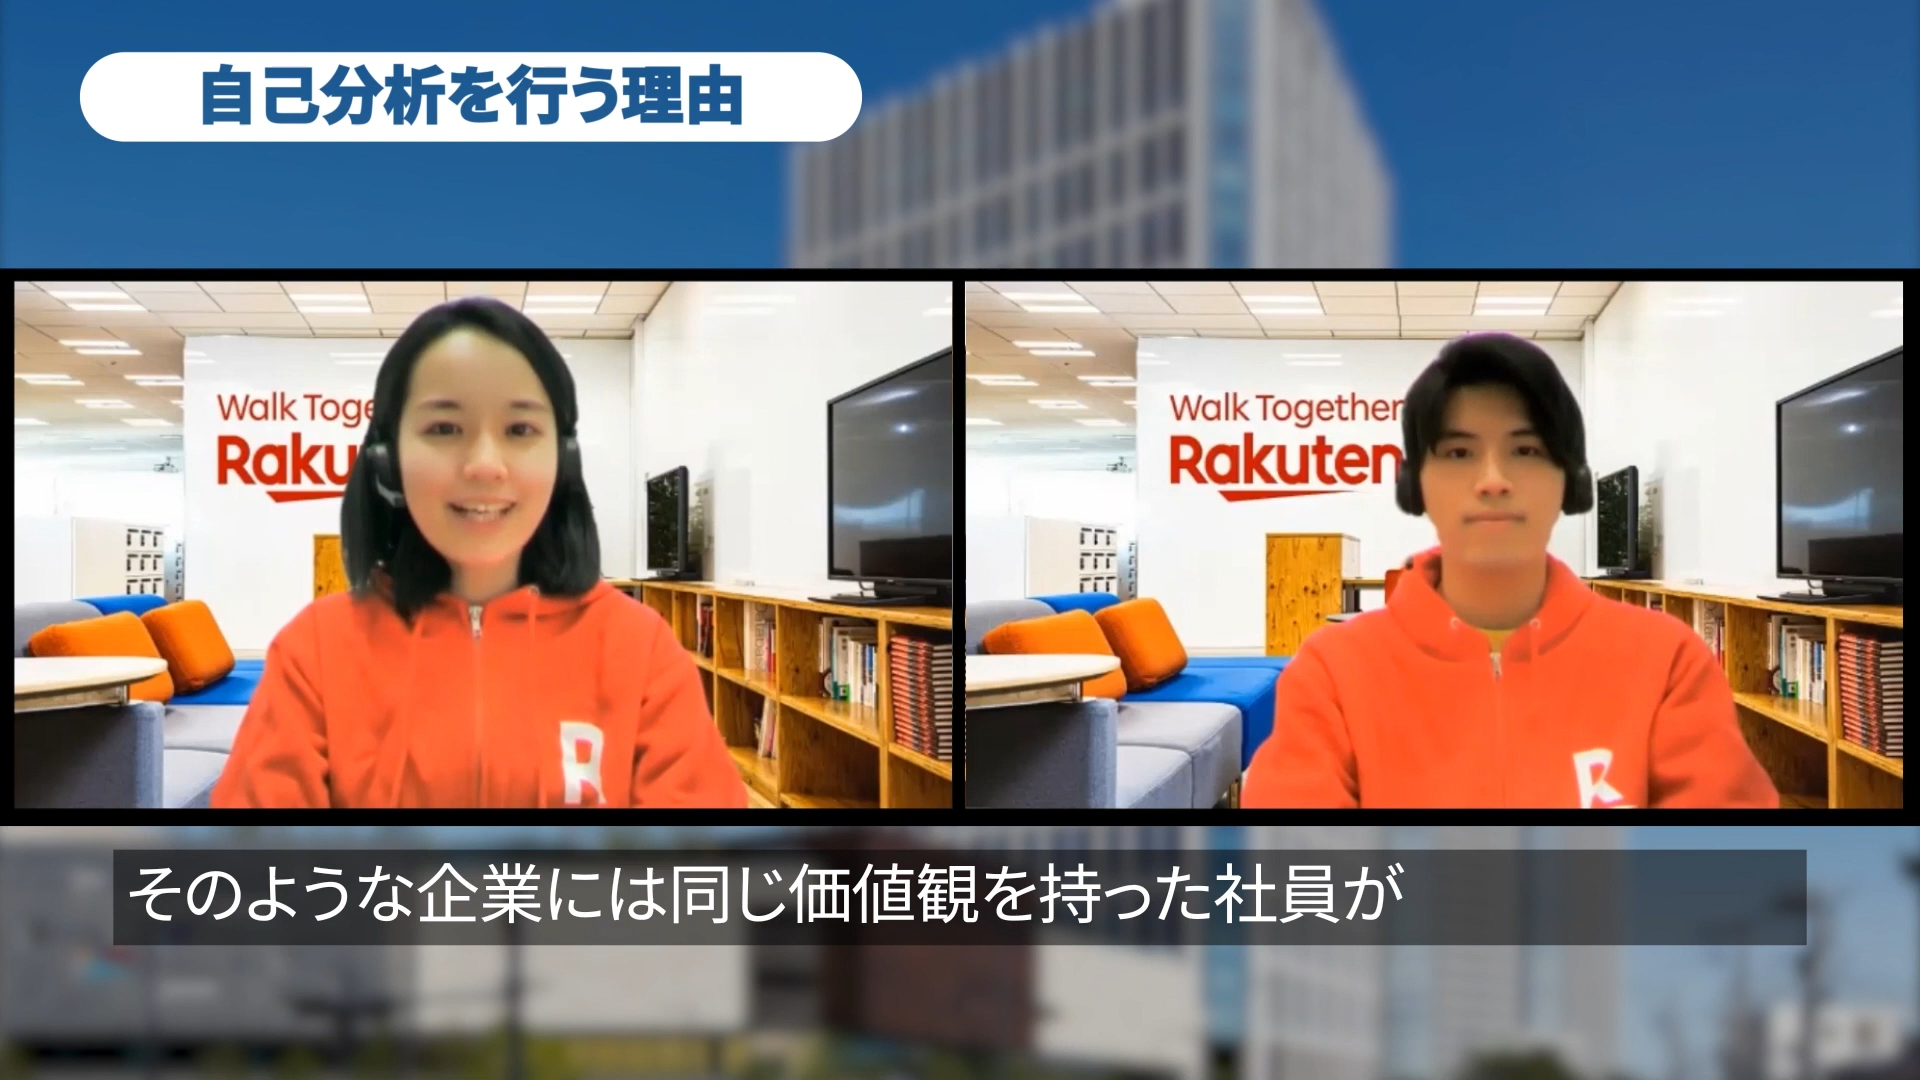 自己分析を行う理由
Walk Toge
Raku
R
Walk Together
Rakuten
R
そのような企業には同じ価値観を持った社員が